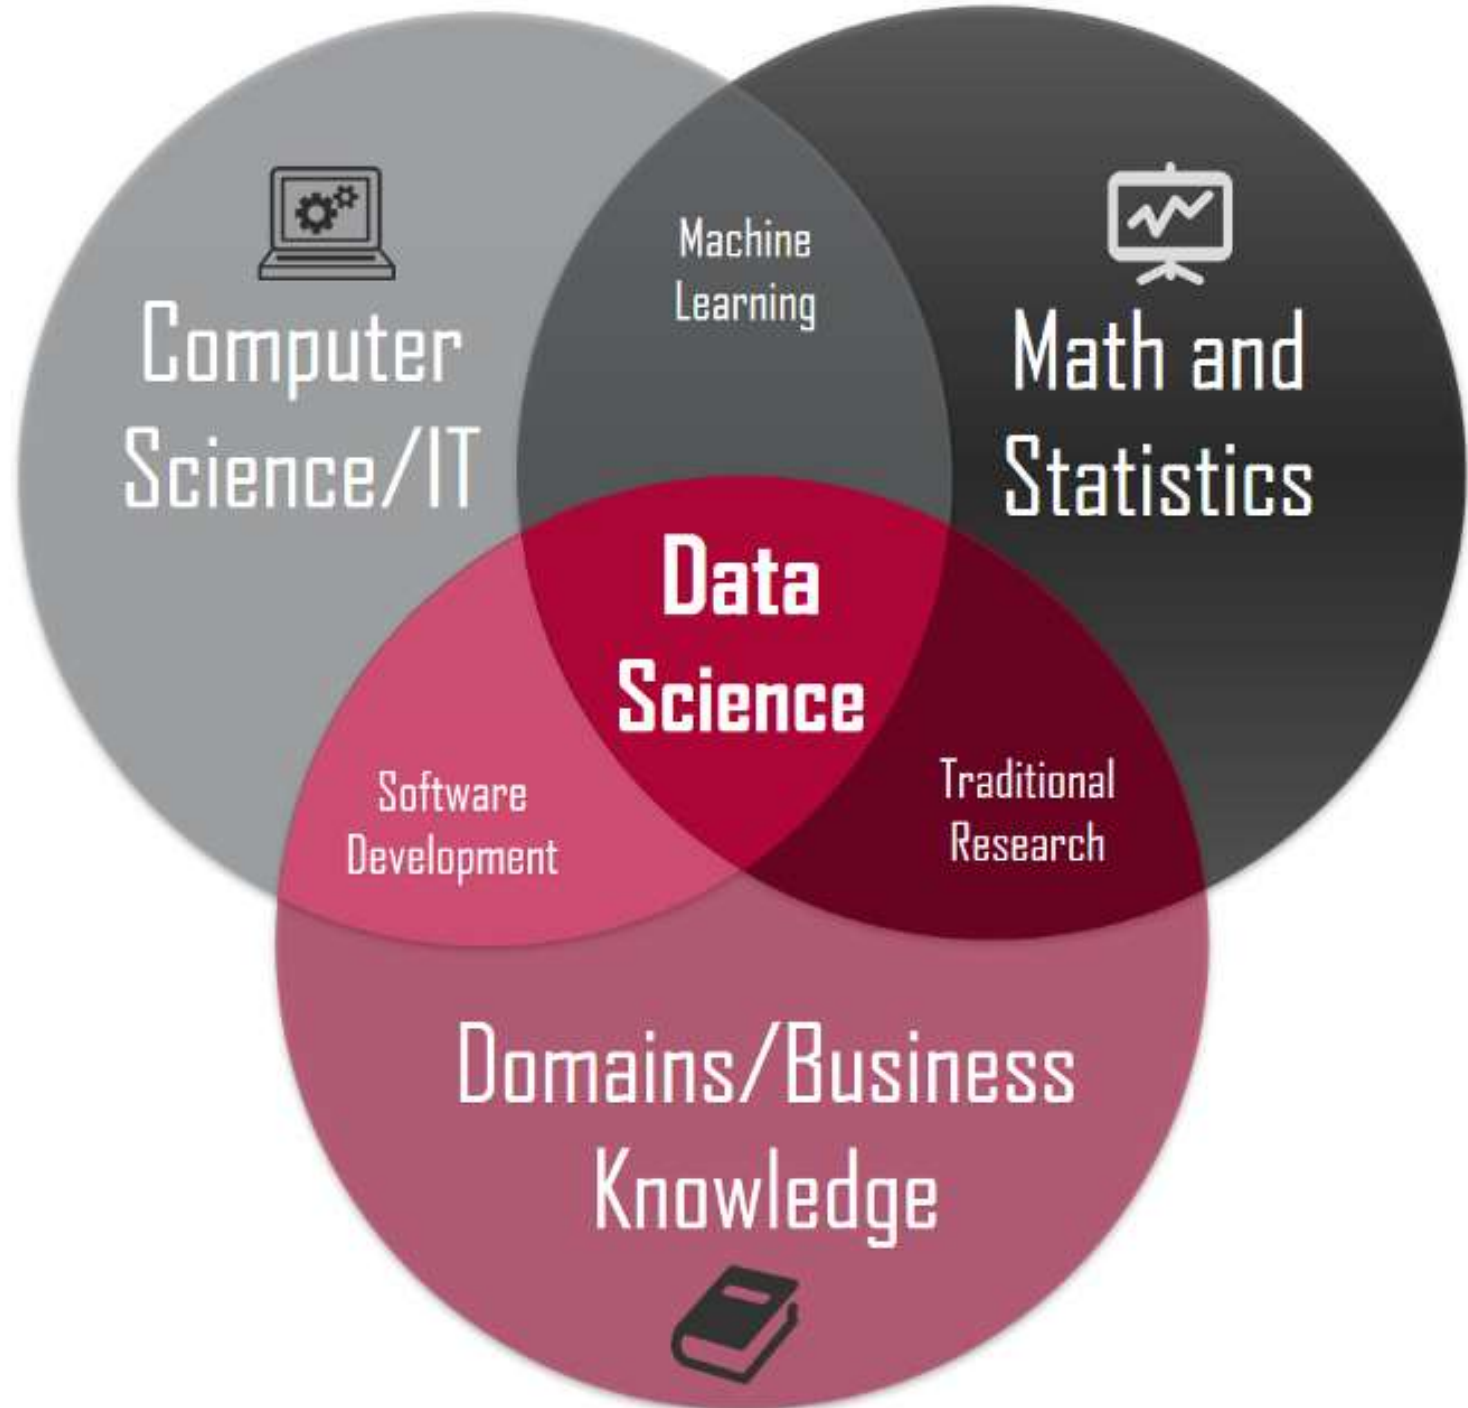 Machine
Learning
Computer
Science/IT
Math and
Statistics
Data
Science
Software
Development
Traditional
Research
Domains/Business
Knowledge